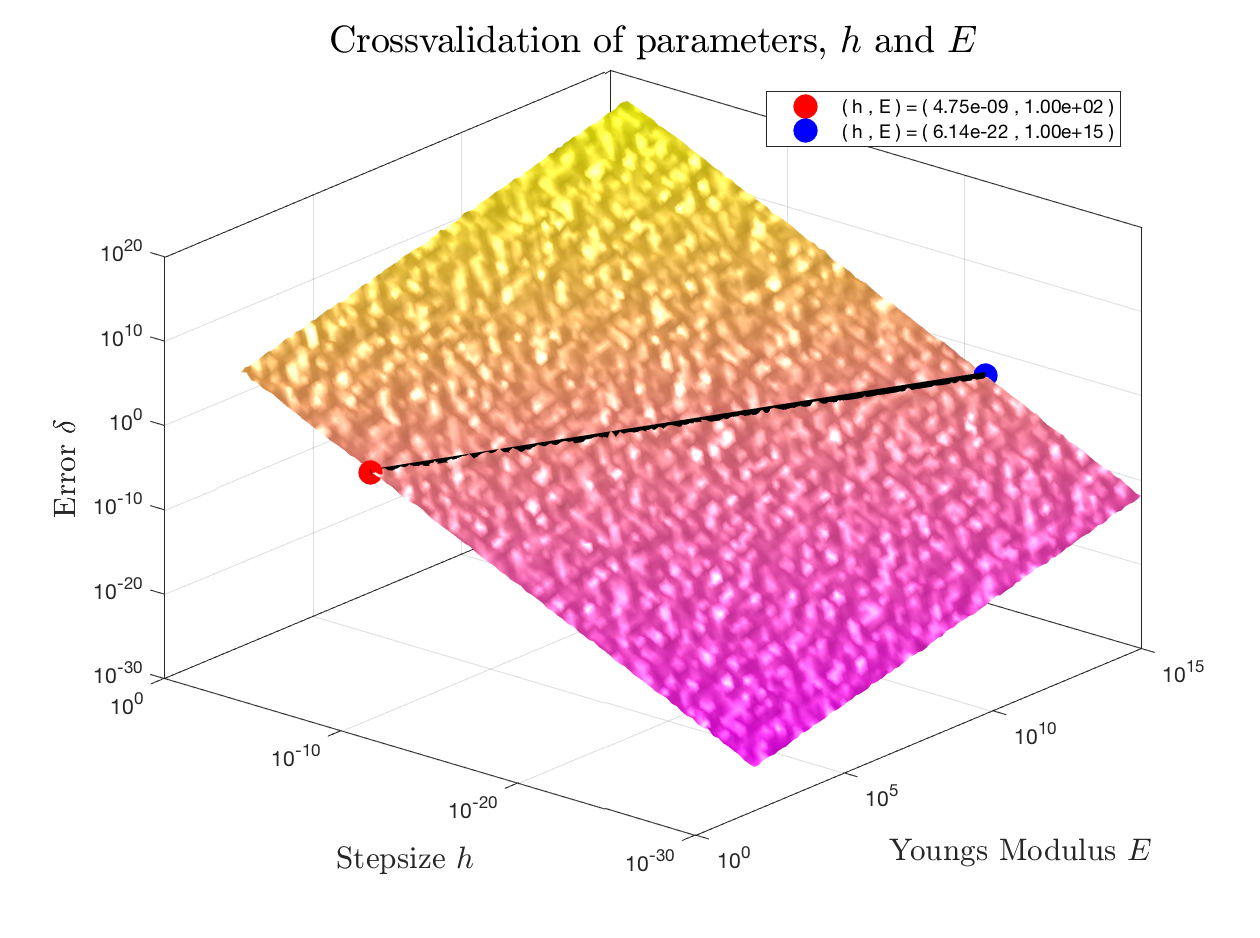 Crossvalidation of parameters, h and E
( h , E ) = ( 4.75e-09 , 1.00e+02 )
( h , E ) = ( 6.14e-22 , 1.00e+15 )
10^20
10^10
10^0
10^-10
10^-20
10^-30
Error δ
10^0
10^-10
10^-20
10^-30
Stepsize h
10^0
10^5
10^10
10^15
Youngs Modulus E